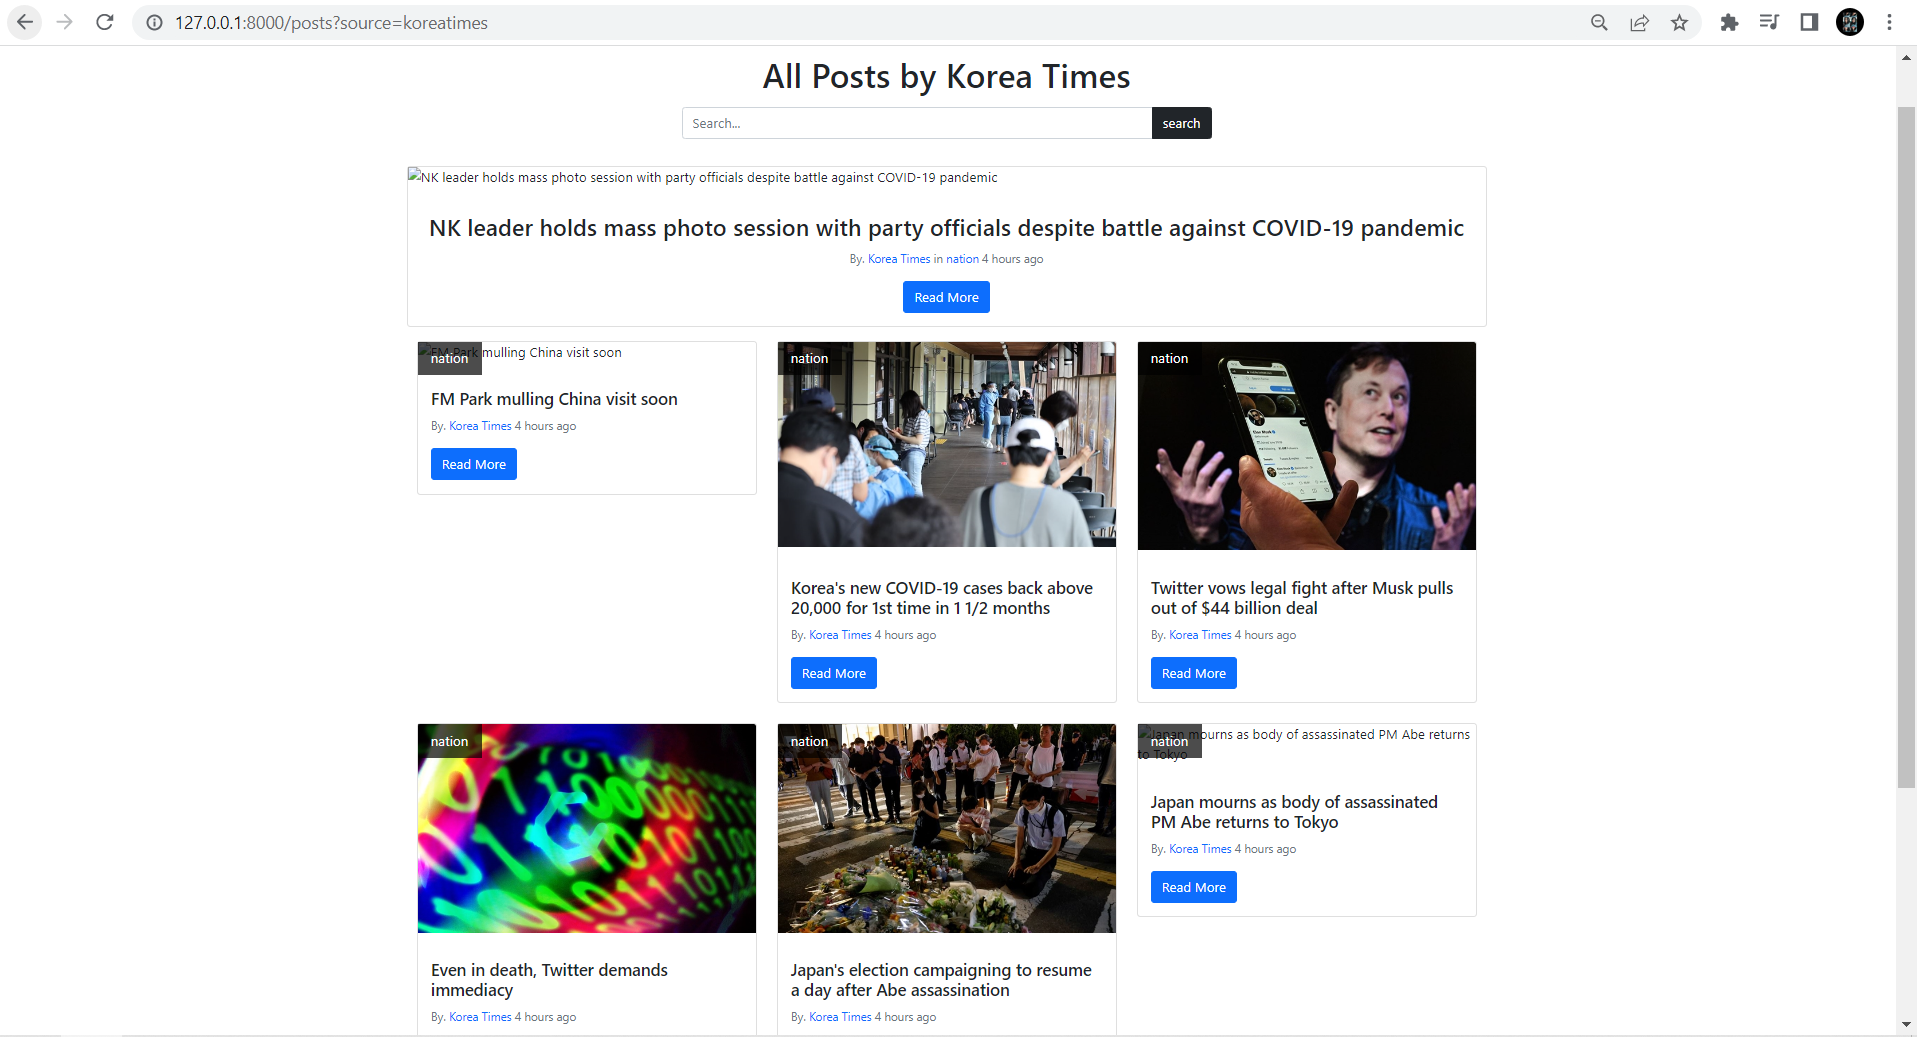 127.0.0.1:8000/posts?source=koreatimes
All Posts by Korea Times
Search...
search
NK leader holds mass photo session with party officials despite battle against COVID-19 pandemic
NK leader holds mass photo session with party officials despite battle against COVID-19 pandemic
By. Korea Times in nation 4 hours ago
Read More
FM Park mulling China visit soon
nation
FM Park mulling China visit soon
By. Korea Times 4 hours ago
Read More
nation
Korea's new COVID-19 cases back above
20,000 for 1st time in 1 1/2 months
By. Korea Times 4 hours ago
Read More
nation
Twitter vows legal fight after Musk pulls
out of $44 billion deal
By. Korea Times 4 hours ago
Read More
nation
Even in death, Twitter demands
immediacy
By. Korea Times 4 hours ago
nation
Japan's election campaigning to resume
a day after Abe assassination
By. Korea Times 4 hours ago
Japan mourns as body of assassinated PM Abe returns
to Tokyo
nation
Japan mourns as body of assassinated
PM Abe returns to Tokyo
By. Korea Times 4 hours ago
Read More